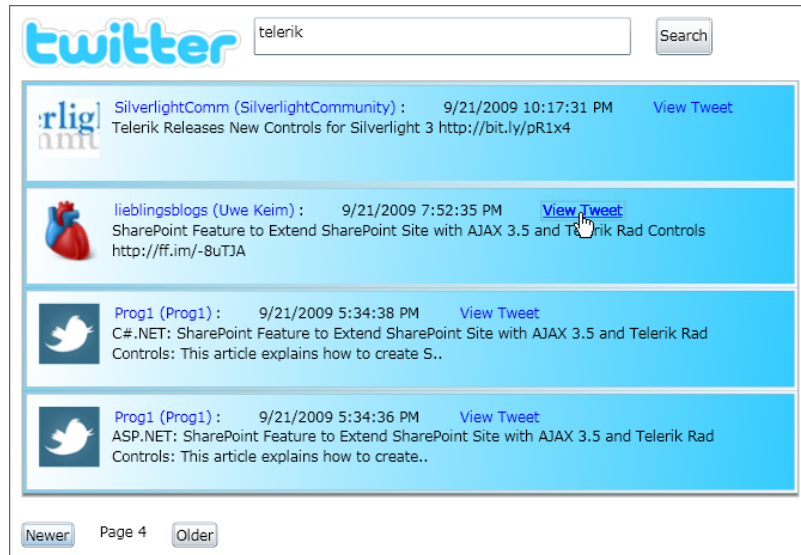 twitter
telerik
Search
SilverlightComm (SilverlightCommunity) : 9/21/2009 10:17:31 PM View Tweet
Telerik Releases New Controls for Silverlight 3 http://bit.ly/pR1x4
lieblingsblogs (Uwe Keim) : 9/21/2009 7:52:35 PM View Tweet
SharePoint Feature to Extend SharePoint Site with AJAX 3.5 and Telerik Rad Controls
http://ff.im/-8uTJA
Prog1 (Prog1) : 9/21/2009 5:34:38 PM View Tweet
C#.NET: SharePoint Feature to Extend SharePoint Site with AJAX 3.5 and Telerik Rad
Controls: This article explains how to create S..
Prog1 (Prog1) : 9/21/2009 5:34:36 PM View Tweet
ASP.NET: SharePoint Feature to Extend SharePoint Site with AJAX 3.5 and Telerik Rad
Controls: This article explains how to create..
Newer Page 4 Older